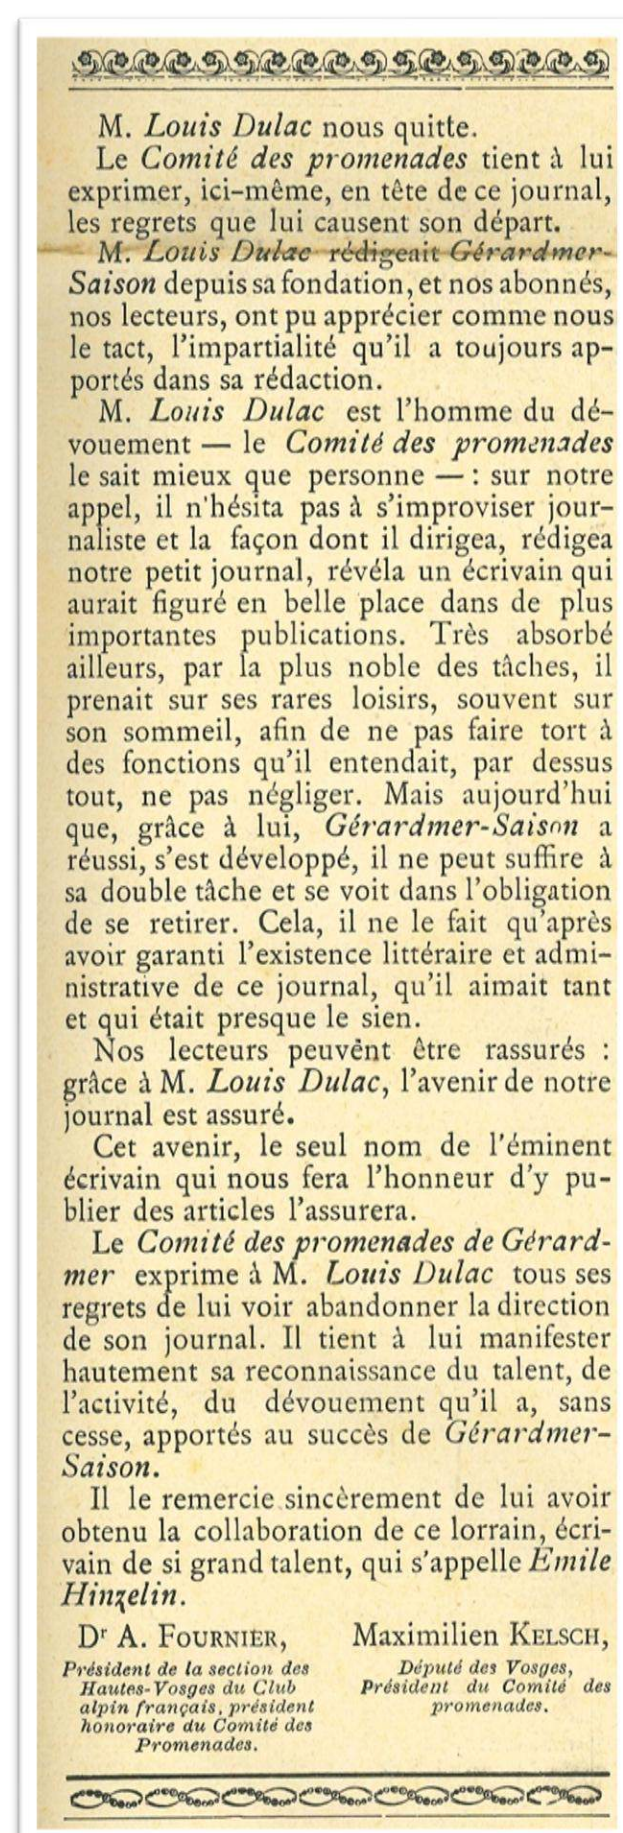 M. Louis Dulac nous quitte.
Le Comité des promenades tient à lui
exprimer, ici-même, en tête de ce journal,
les regrets que lui causent son départ.
M. Louis Dulac rédigeait Gérardmer-
Saison depuis sa fondation, et nos abonnés,
nos lecteurs, ont pu apprécier comme nous
le tact, l'impartialité qu'il a toujours ap-
portés dans sa rédaction.
M. Louis Dulac est l'homme du dé-
vouement — le Comité des promenades
le sait mieux que personne — : sur notre
appel, il n'hésita pas à s'improviser jour-
naliste et la façon dont il dirigea, rédigea
notre petit journal, révéla un écrivain qui
aurait figuré en belle place dans de plus
importantes publications. Très absorbé
ailleurs, par la plus noble des tâches, il
prenait sur ses rares loisirs, souvent sur
son sommeil, afin de ne pas faire tort à
des fonctions qu'il entendait, par dessus
tout, ne pas négliger. Mais aujourd'hui
que, grâce à lui, Gérardmer-Saison a
réussi, s'est développé, il ne peut suffire à
sa double tâche et se voit dans l'obligation
de se retirer. Cela, il ne le fait qu'après
avoir garanti l'existence littéraire et admi-
nistrative de ce journal, qu'il aimait tant
et qui était presque le sien.
Nos lecteurs peuvent être rassurés :
grâce à M. Louis Dulac, l'avenir de notre
journal est assuré.
Cet avenir, le seul nom de l'éminent
écrivain qui nous fera l'honneur d'y pu-
blier des articles l'assurera.
Le Comité des promenades de Gérard-
mer exprime à M. Louis Dulac tous ses
regrets de lui voir abandonner la direction
de son journal. Il tient à lui manifester
hautement sa reconnaissance du talent, de
l'activité, du dévouement qu'il a, sans
cesse, apportés au succès de Gérardmer-
Saison.
Il le remercie sincèrement de lui avoir
obtenu la collaboration de ce lorrain, écri-
vain de si grand talent, qui s'appelle Emile
Hinzelin.
Dr A. FOURNIER,
Président de la section des
Hautes-Vosges du Club
alpin français, président
honoraire du Comité des
Promenades.
Maximilien KELSCH,
Député des Vosges,
Président du Comité des
promenades.